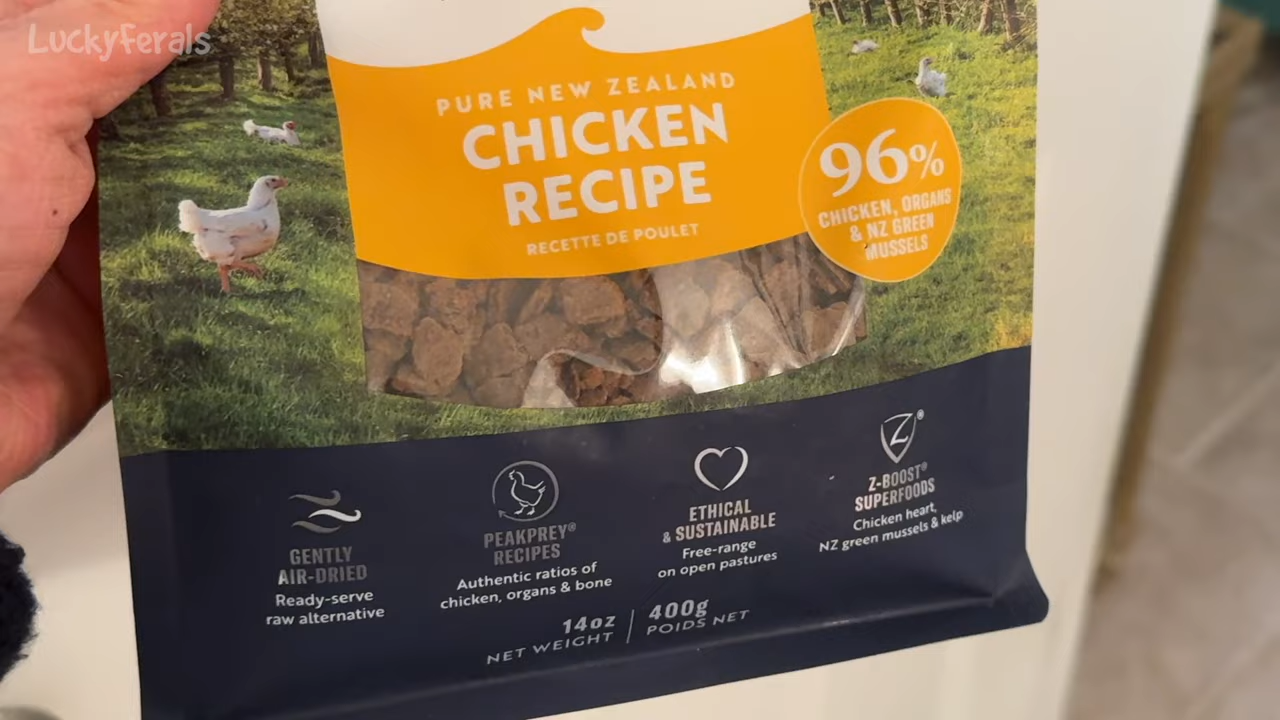 LuckyFerals
PURE NEW ZEALAND
CHICKEN
RECIPE
RECETTE DE POULET
96%
CHICKEN, ORGANS
& NZ GREEN
MUSSELS
GENTLY
AIR-DRIED
Ready-serve
raw alternative
PEAKPREY®
RECIPES
Authentic ratios of
chicken, organs & bone
ETHICAL
& SUSTAINABLE
Free-range
on open pastures
Z®
Z-BOOST®
SUPERFOODS
Chicken heart,
NZ green mussels & kelp
14oz
NET WEIGHT
400g
POIDS NET